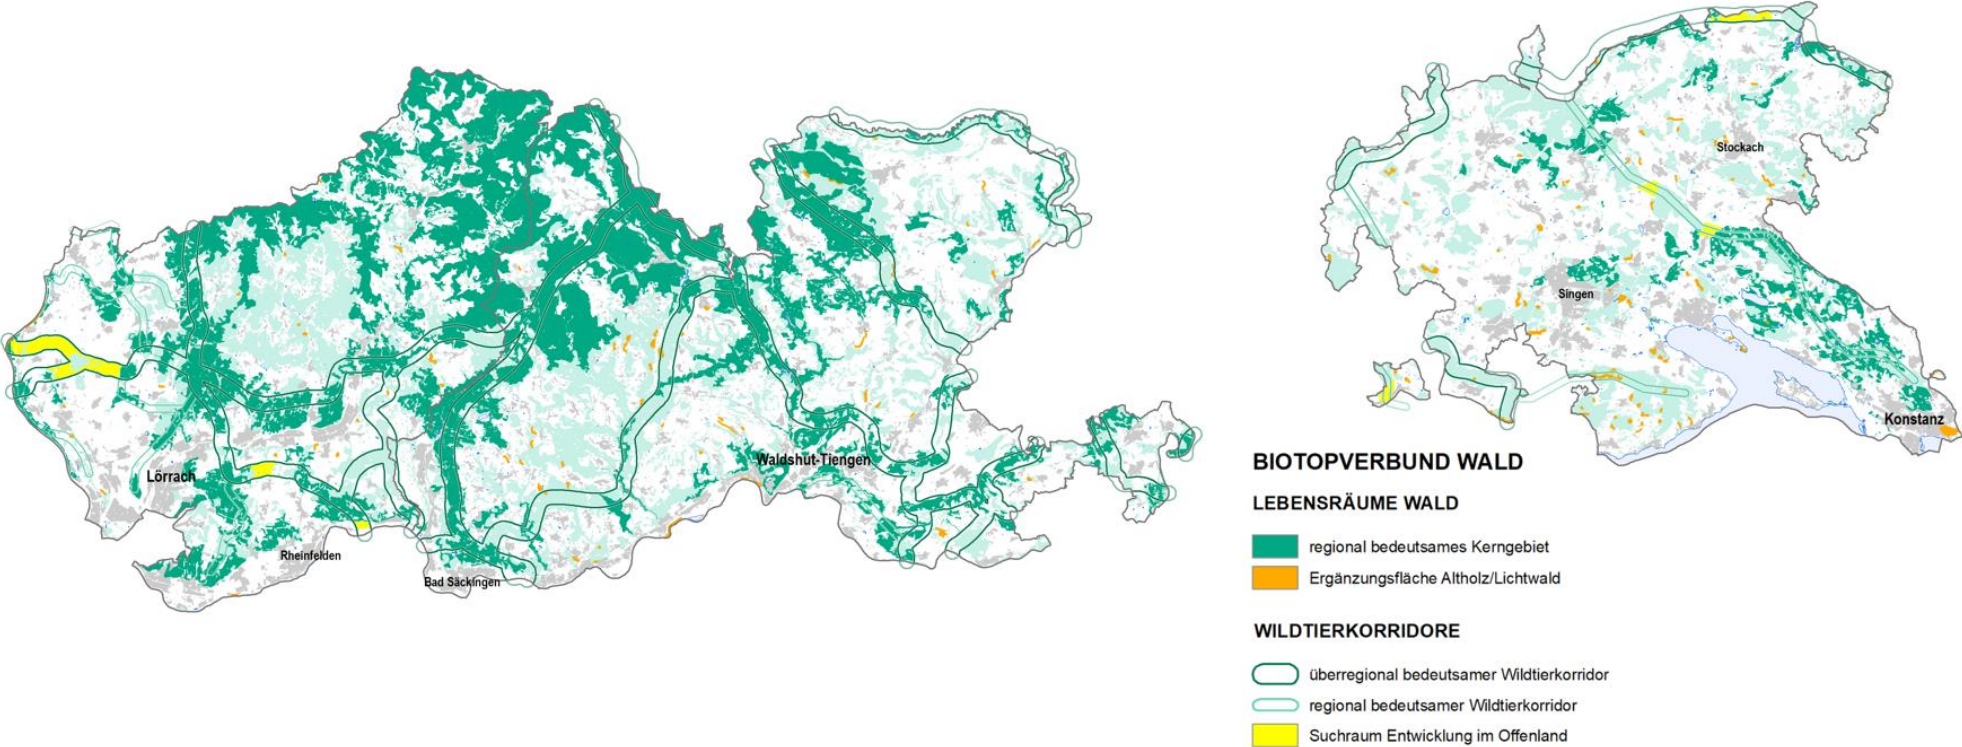 Stockach
Singen
Konstanz
Lörrach
Waldshut-Tiengen
Rheinfelden
Bad Säckingen
BIOTOPVERBUND WALD
LEBENSRÄUME WALD
regional bedeutsames Kerngebiet
Ergänzungsfläche Altholz/Lichtwald
WILDTIERKORRIDORE
überregional bedeutsamer Wildtierkorridor
regional bedeutsamer Wildtierkorridor
Suchraum Entwicklung im Offenland